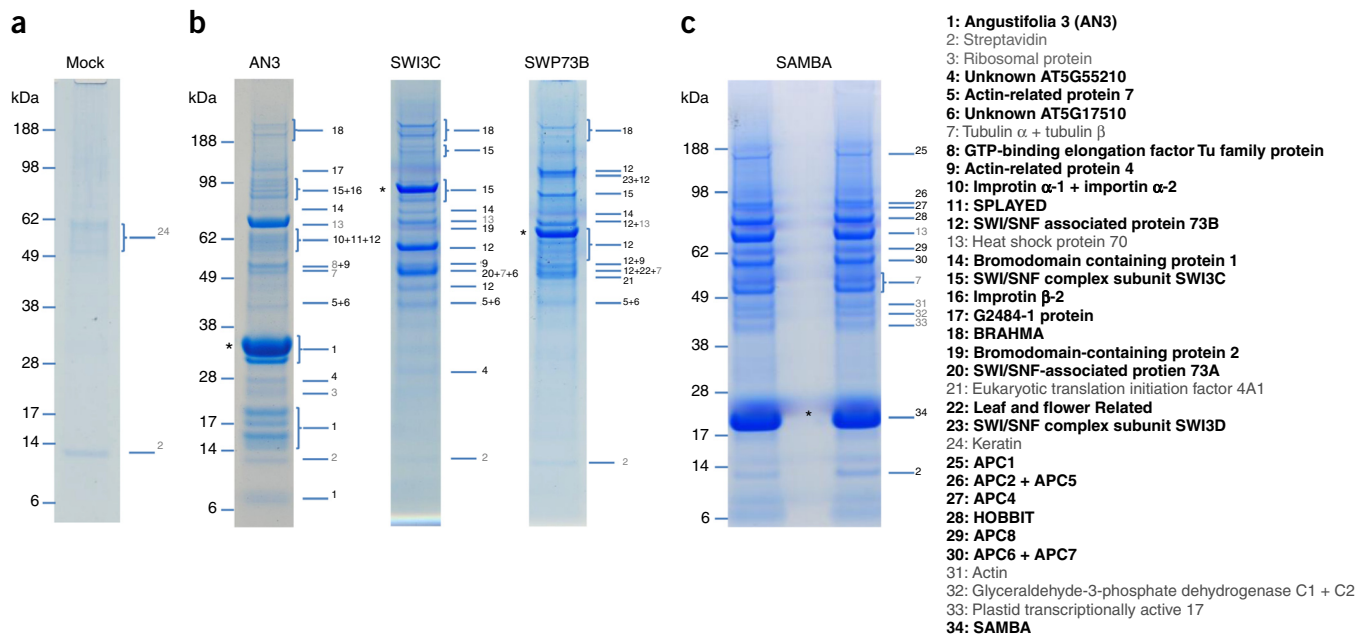 a
Mock
kDa
188
98
62
49
38
28
17
14
6
24
2
b
AN3
SWI3C
SWP73B
kDa
188
98
62
49
38
28
17
14
6
*
18
17
15+16
14
13
10+11+12
8+9
7
5+6
1
4
3
1
2
1
*
18
15
15
14
13
19
12
9
20+7+6
12
5+6
4
2
*
18
12
23+12
15
14
12+13
12
12+9
12+22+7
21
5+6
2
c
SAMBA
kDa
188
98
62
49
38
28
17
14
6
*
25
26
27
28
13
29
30
7
31
32
33
34
2
1: Angustifolia 3 (AN3)
2: Streptavidin
3: Ribosomal protein
4: Unknown AT5G55210
5: Actin-related protein 7
6: Unknown AT5G17510
7: Tubulin α + tubulin β
8: GTP-binding elongation factor Tu family protein
9: Actin-related protein 4
10: Improtin α-1 + importin α-2
11: SPLAYED
12: SWI/SNF associated protein 73B
13: Heat shock protein 70
14: Bromodomain containing protein 1
15: SWI/SNF complex subunit SWI3C
16: Improtin β-2
17: G2484-1 protein
18: BRAHMA
19: Bromodomain-containing protein 2
20: SWI/SNF-associated protien 73A
21: Eukaryotic translation initiation factor 4A1
22: Leaf and flower Related
23: SWI/SNF complex subunit SWI3D
24: Keratin
25: APC1
26: APC2 + APC5
27: APC4
28: HOBBIT
29: APC8
30: APC6 + APC7
31: Actin
32: Glyceraldehyde-3-phosphate dehydrogenase C1 + C2
33: Plastid transcriptionally active 17
34: SAMBA